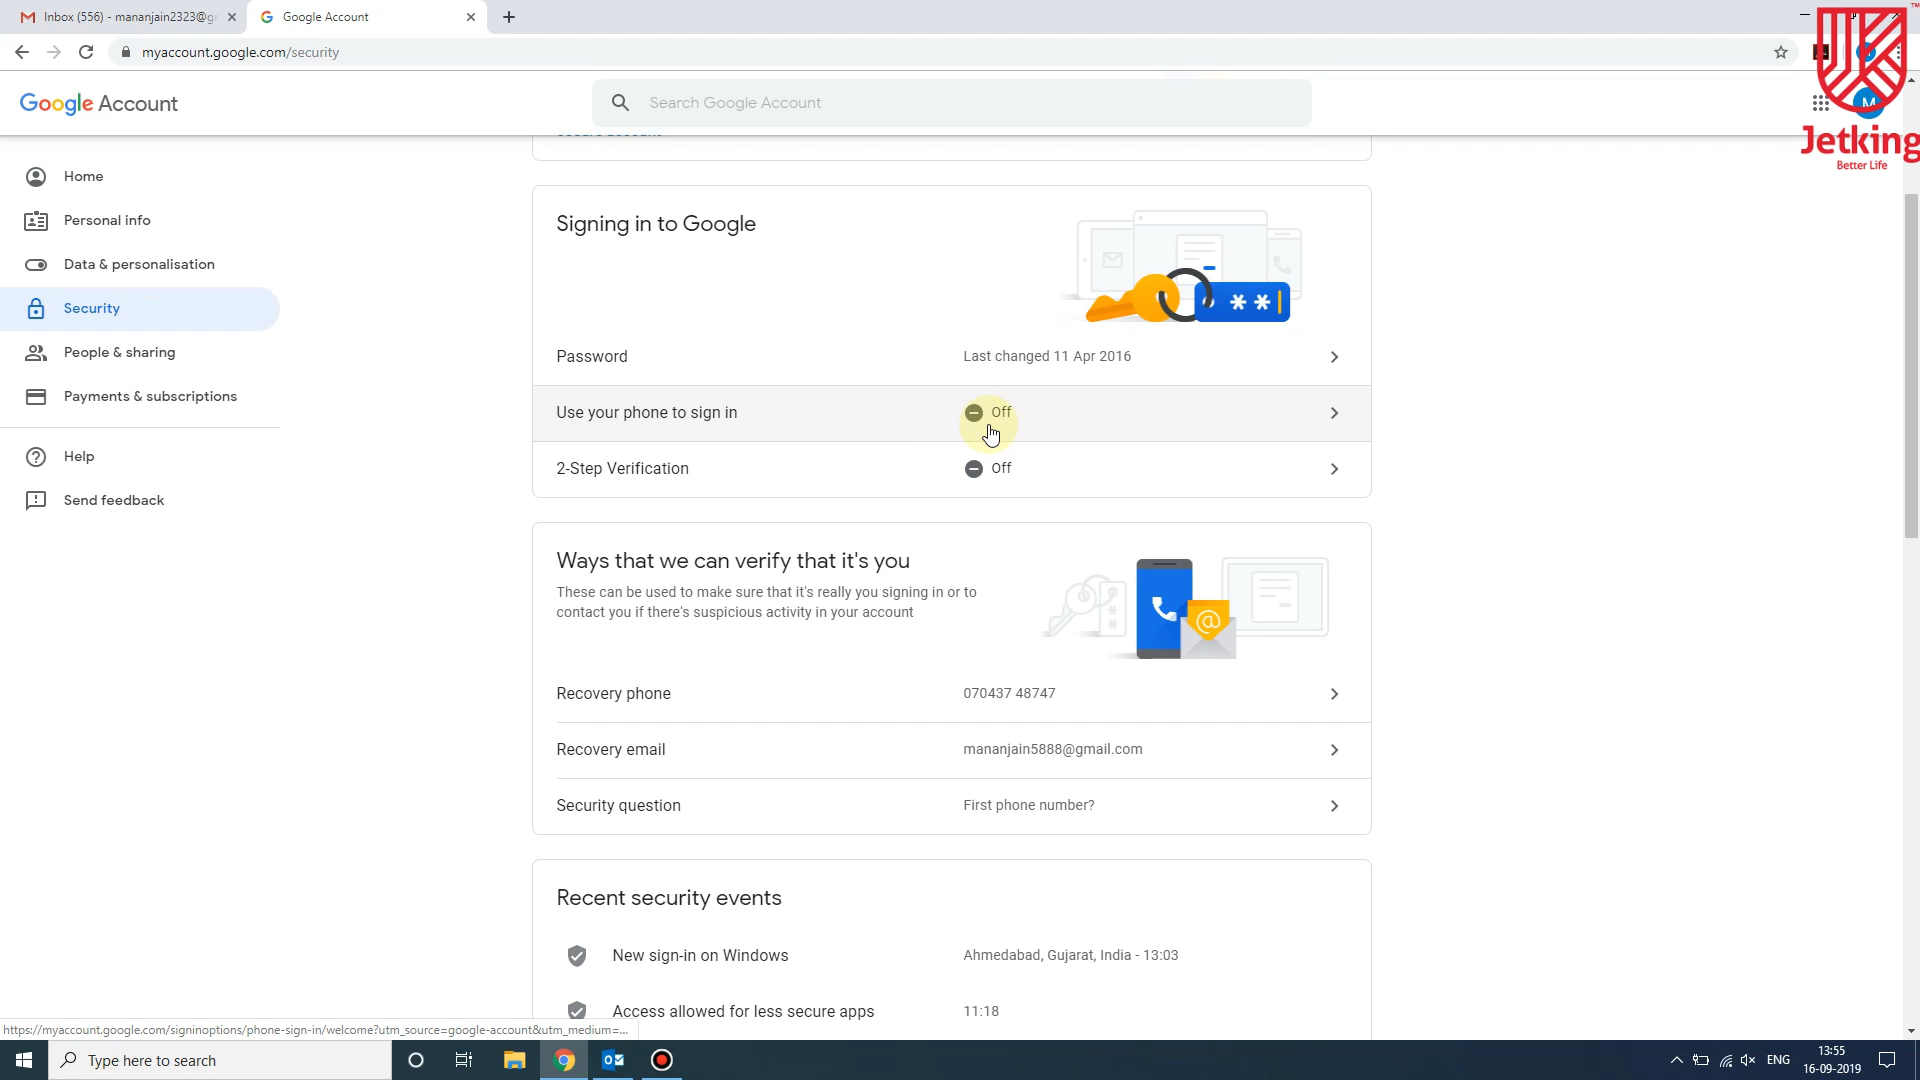 Inbox (556) - mananjain2323@g
Google Account
myaccount.google.com/security
TM
Jetking
Better Life
Google Account
Search Google Account
M
Home
Personal info
Data & personalisation
Security
People & sharing
Payments & subscriptions
Help
Send feedback
Signing in to Google
Password
Last changed 11 Apr 2016
Use your phone to sign in
Off
2-Step Verification
Off
Ways that we can verify that it's you
These can be used to make sure that it's really you signing in or to
contact you if there's suspicious activity in your account
Recovery phone
070437 48747
Recovery email
mananjain5888@gmail.com
Security question
First phone number?
Recent security events
New sign-in on Windows
Ahmedabad, Gujarat, India - 13:03
Access allowed for less secure apps
11:18
https://myaccount.google.com/signinoptions/phone-sign-in/welcome?utm_source=google-account&utm_medium=...
Type here to search
ENG
13:55
16-09-2019